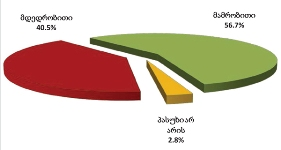 მდედრობითი
40.5%
მამრობითი
56.7%
პასუხი არ
არის
2.8%